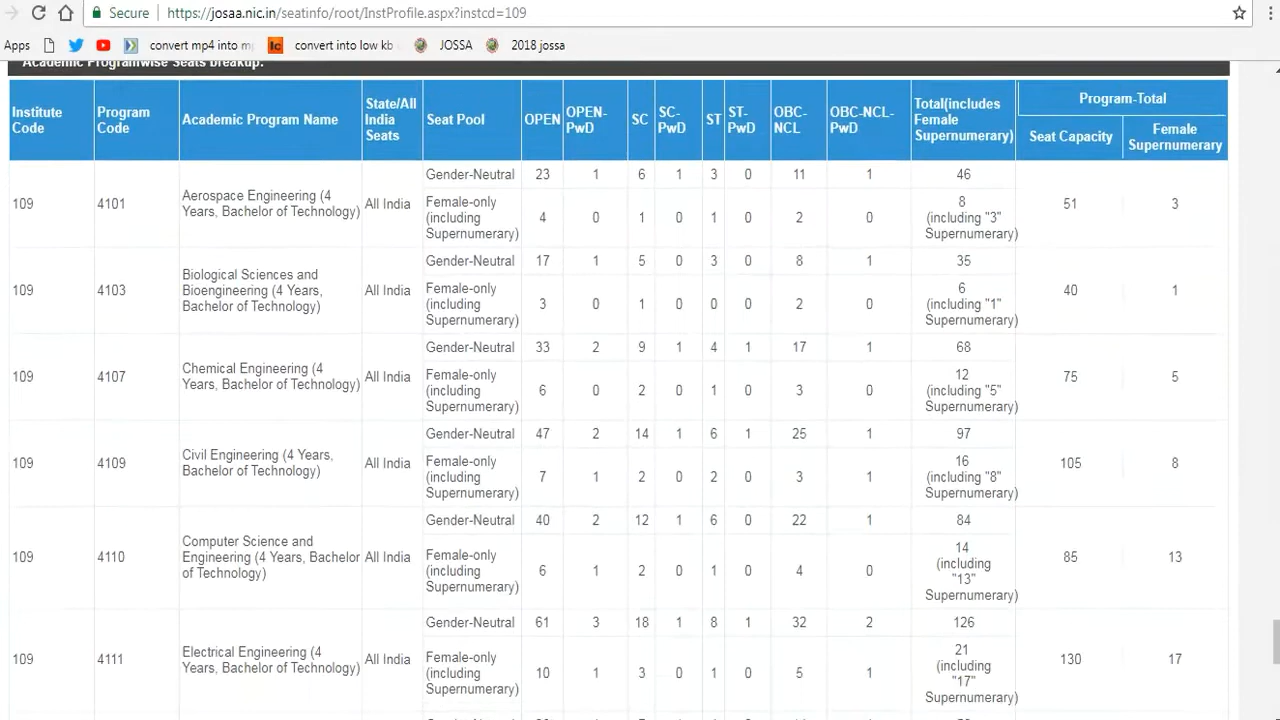 Secure https://josaa.nic.in/seatinfo/root/InstProfile.aspx?instcd=109
Apps convert mp4 into mp convert into low kb JOSSA 2018 jossa
Academic Programwise Seats breakup:
Institute Code Program Code Academic Program Name State/All India Seats Seat Pool OPEN OPEN-PwD SC SC-PwD ST ST-PwD OBC-NCL OBC-NCL-PwD Total(includes Female Supernumerary) Program-Total
Seat Capacity Female Supernumerary
109 4101 Aerospace Engineering (4 Years, Bachelor of Technology) All India Gender-Neutral 23 1 6 1 3 0 11 1 46 51 3
Female-only (including Supernumerary) 4 0 1 0 1 0 2 0 8 (including "3" Supernumerary)
109 4103 Biological Sciences and Bioengineering (4 Years, Bachelor of Technology) All India Gender-Neutral 17 1 5 0 3 0 8 1 35 40 1
Female-only (including Supernumerary) 3 0 1 0 0 0 2 0 6 (including "1" Supernumerary)
109 4107 Chemical Engineering (4 Years, Bachelor of Technology) All India Gender-Neutral 33 2 9 1 4 1 17 1 68 75 5
Female-only (including Supernumerary) 6 0 2 0 1 0 3 0 12 (including "5" Supernumerary)
109 4109 Civil Engineering (4 Years, Bachelor of Technology) All India Gender-Neutral 47 2 14 1 6 1 25 1 97 105 8
Female-only (including Supernumerary) 7 1 2 0 2 0 3 1 16 (including "8" Supernumerary)
109 4110 Computer Science and Engineering (4 Years, Bachelor of Technology) All India Gender-Neutral 40 2 12 1 6 0 22 1 84 85 13
Female-only (including Supernumerary) 6 1 2 0 1 0 4 0 14 (including "13" Supernumerary)
109 4111 Electrical Engineering (4 Years, Bachelor of Technology) All India Gender-Neutral 61 3 18 1 8 1 32 2 126 130 17
Female-only (including Supernumerary) 10 1 3 0 1 0 5 1 21 (including "17" Supernumerary)